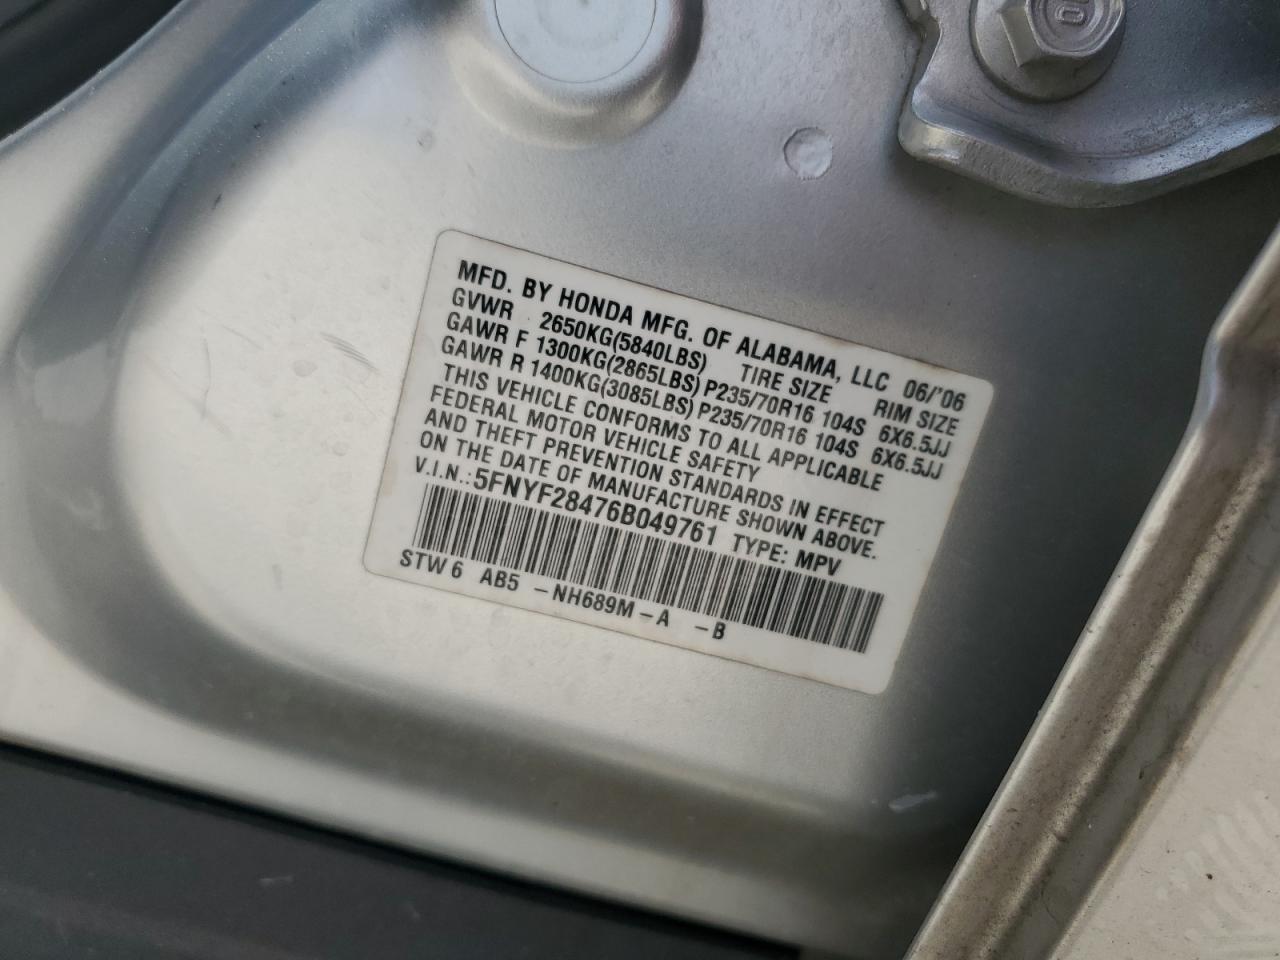 MFD. BY HONDA MFG. OF ALABAMA, LLC 06/'06
GVWR 2650KG(5840LBS) TIRE SIZE RIM SIZE
GAWR F 1300KG(2865LBS) P235/70R16 104S 6X6.5JJ
GAWR R 1400KG(3085LBS) P235/70R16 104S 6X6.5JJ
THIS VEHICLE CONFORMS TO ALL APPLICABLE
FEDERAL MOTOR VEHICLE SAFETY
AND THEFT PREVENTION STANDARDS IN EFFECT
ON THE DATE OF MANUFACTURE SHOWN ABOVE.
V.I.N.: 5FNYF28476B049761 TYPE: MPV
STW 6 AB5 -NH689M-A -B